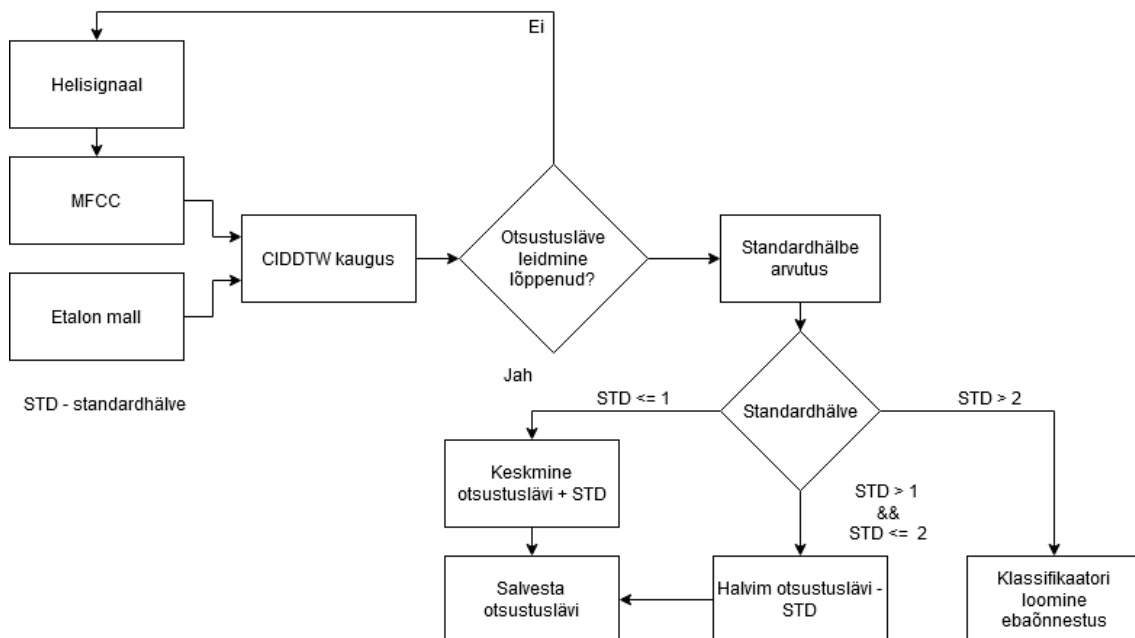 Ei
Helisignaal
MFCC
Etalon mall
CIDDTW kaugus
Otsustusläve
leidmine
lõppenud?
Standardhälbe
arvutus
Jah
STD - standardhälve
STD <= 1
Standardhälve
STD > 2
Keskmine
otsustuslävi + STD
STD > 1
&&
STD <= 2
Salvesta
otsustuslävi
Halvim otsustuslävi -
STD
Klassifikaatori
loomine
ebaõnnestus